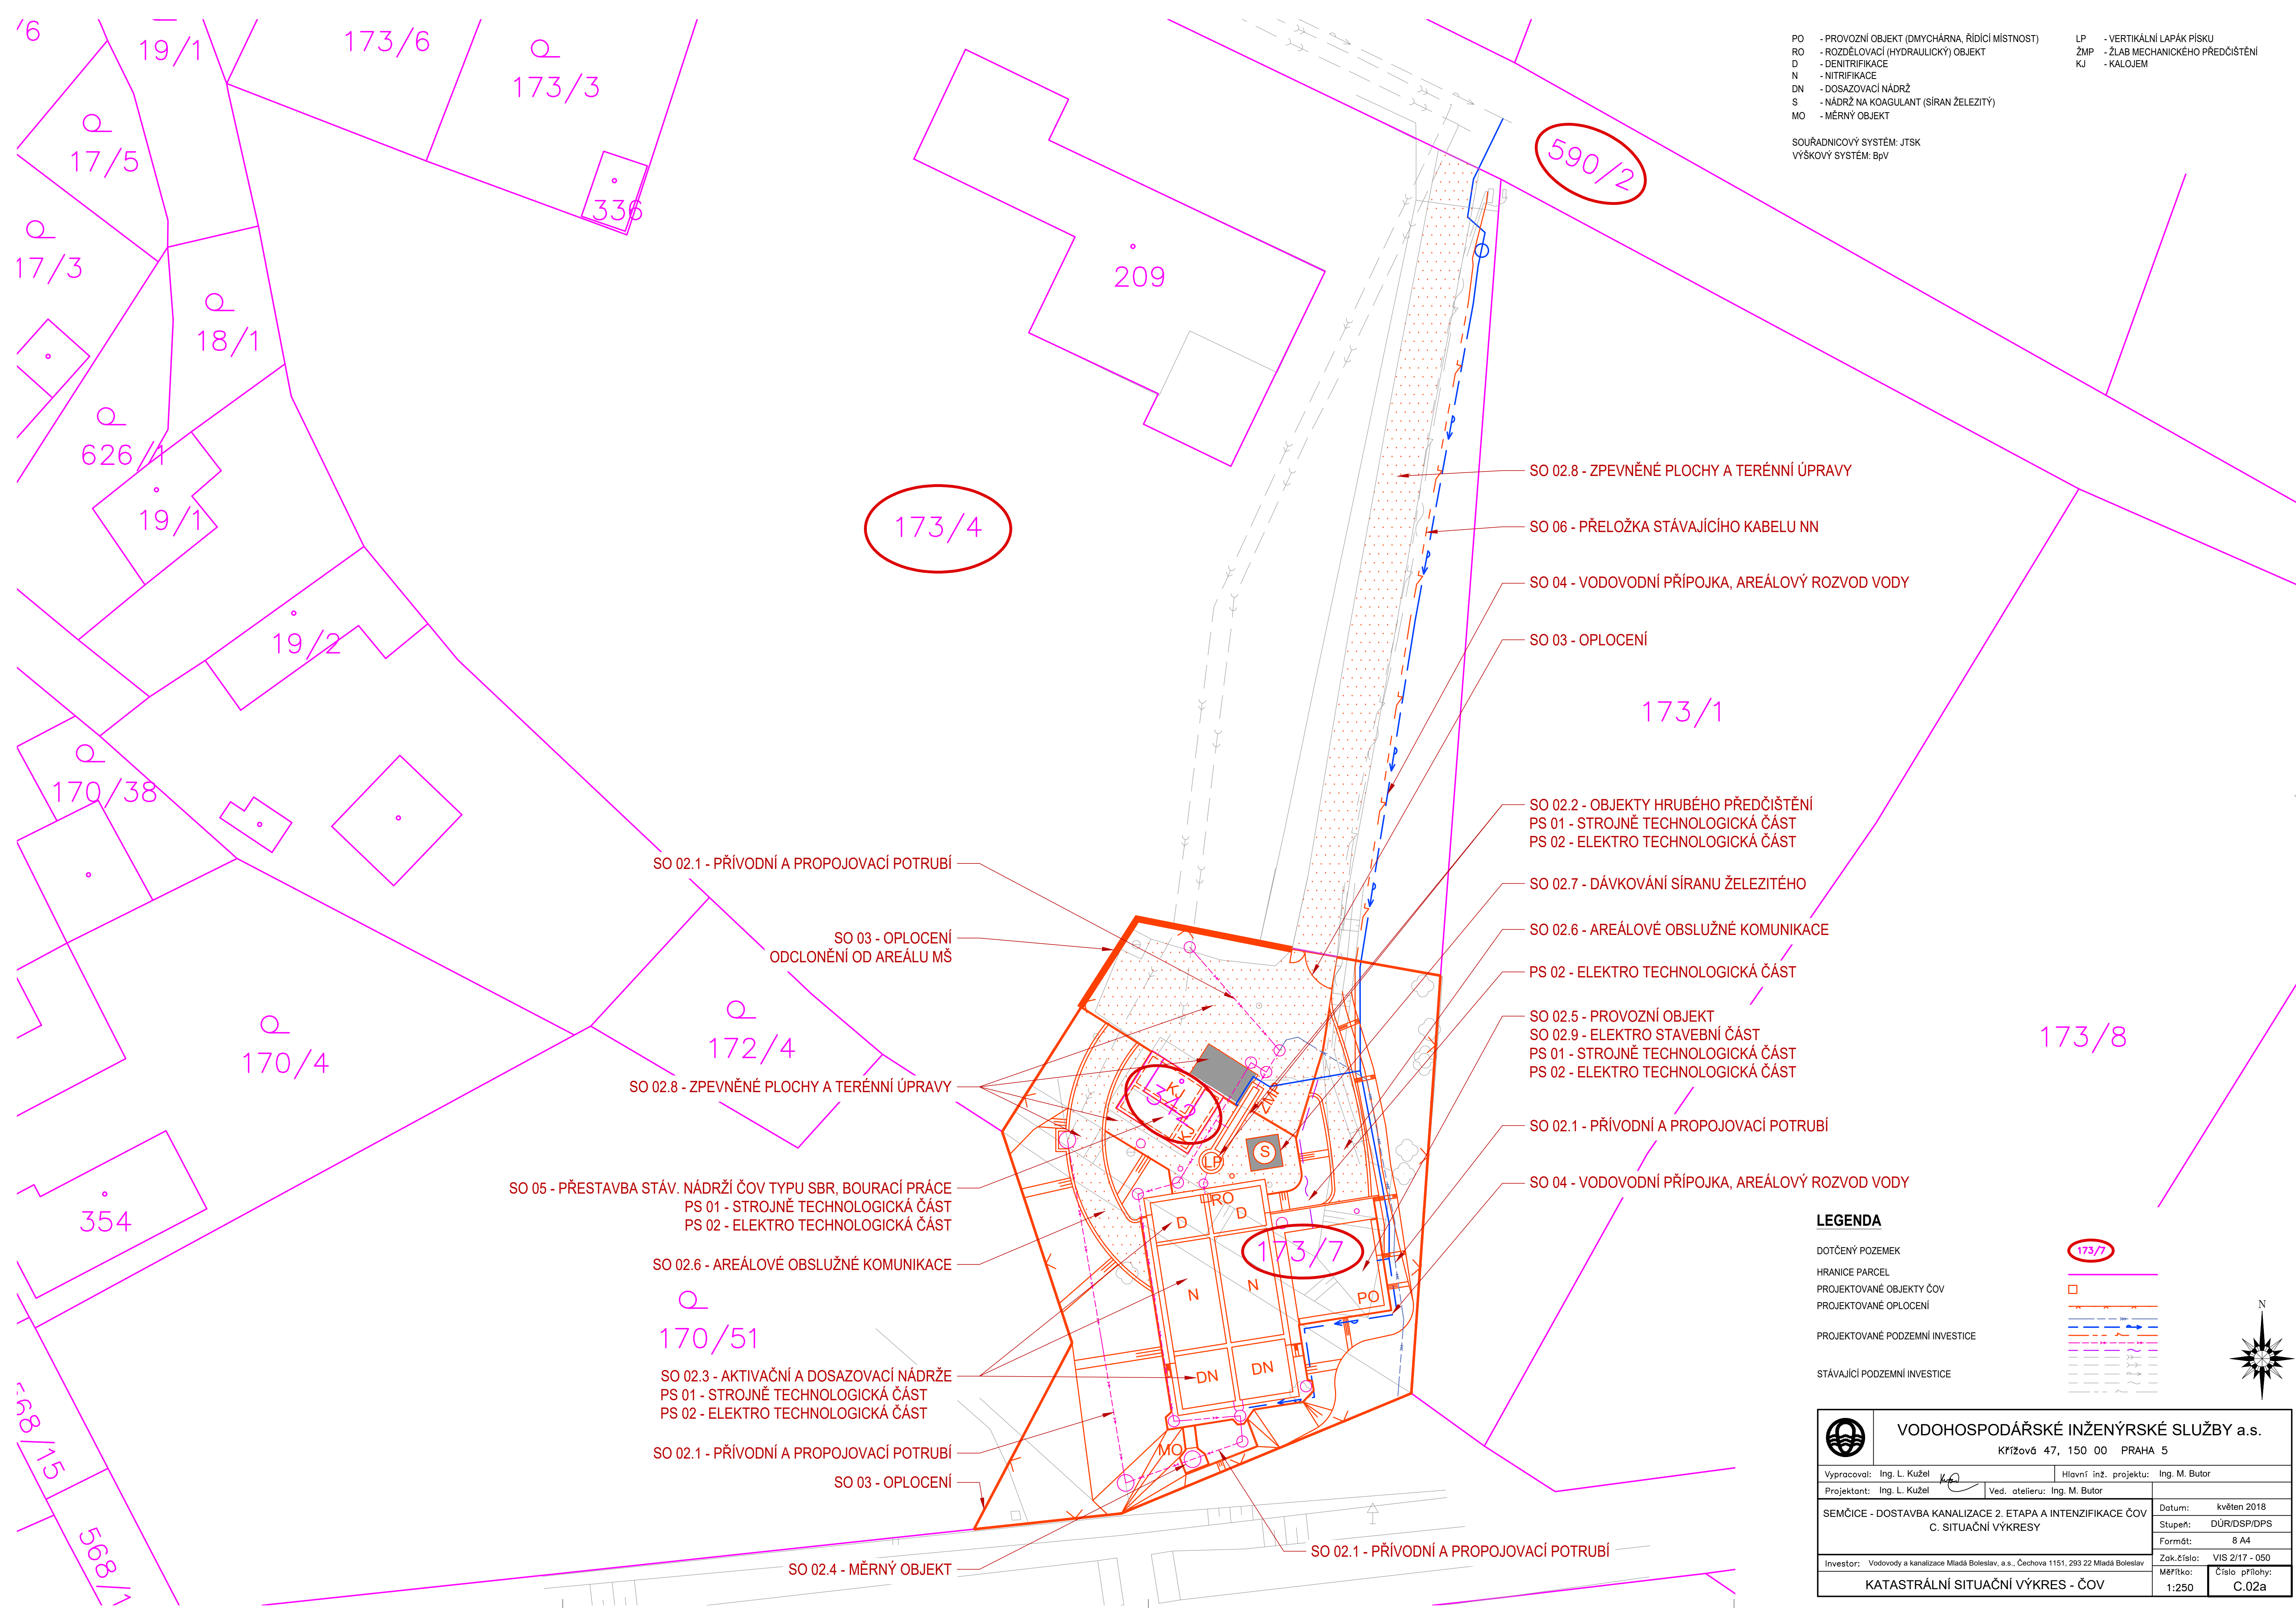 PO - PROVOZNÍ OBJEKT (DMYCHÁRNA, ŘÍDÍCÍ MÍSTNOST)
RO - ROZDĚLOVACÍ (HYDRAULICKÝ) OBJEKT
D - DENITRIFIKACE
N - NITRIFIKACE
DN - DOSAZOVACÍ NÁDRŽ
S - NÁDRŽ NA KOAGULANT (SÍRAN ŽELEZITÝ)
MO - MĚRNÝ OBJEKT
LP - VERTIKÁLNÍ LAPÁK PÍSKU
ŽMP - ŽLAB MECHANICKÉHO PŘEDČIŠTĚNÍ
KJ - KALOJEM
SOUŘADNICOVÝ SYSTÉM: JTSK
VÝŠKOVÝ SYSTÉM: BpV
/6
19/1
173/6
173/3
17/5
336
17/3
18/1
209
590/2
626/1
19/1
173/4
19/2
170/38
173/1
170/4
172/4
173/8
354
170/51
568/15
568/1
SO 02.8 - ZPEVNĚNÉ PLOCHY A TERÉNNÍ ÚPRAVY
SO 06 - PŘELOŽKA STÁVAJÍCÍHO KABELU NN
SO 04 - VODOVODNÍ PŘÍPOJKA, AREÁLOVÝ ROZVOD VODY
SO 03 - OPLOCENÍ
SO 02.2 - OBJEKTY HRUBÉHO PŘEDČIŠTĚNÍ
PS 01 - STROJNĚ TECHNOLOGICKÁ ČÁST
PS 02 - ELEKTRO TECHNOLOGICKÁ ČÁST
SO 02.7 - DÁVKOVÁNÍ SÍRANU ŽELEZITÉHO
SO 02.6 - AREÁLOVÉ OBSLUŽNÉ KOMUNIKACE
PS 02 - ELEKTRO TECHNOLOGICKÁ ČÁST
SO 02.5 - PROVOZNÍ OBJEKT
SO 02.9 - ELEKTRO STAVEBNÍ ČÁST
PS 01 - STROJNĚ TECHNOLOGICKÁ ČÁST
PS 02 - ELEKTRO TECHNOLOGICKÁ ČÁST
SO 02.1 - PŘÍVODNÍ A PROPOJOVACÍ POTRUBÍ
SO 04 - VODOVODNÍ PŘÍPOJKA, AREÁLOVÝ ROZVOD VODY
SO 02.1 - PŘÍVODNÍ A PROPOJOVACÍ POTRUBÍ
SO 03 - OPLOCENÍ
ODCLONĚNÍ OD AREÁLU MŠ
SO 02.8 - ZPEVNĚNÉ PLOCHY A TERÉNNÍ ÚPRAVY
SO 05 - PŘESTAVBA STÁV. NÁDRŽÍ ČOV TYPU SBR, BOURACÍ PRÁCE
PS 01 - STROJNĚ TECHNOLOGICKÁ ČÁST
PS 02 - ELEKTRO TECHNOLOGICKÁ ČÁST
SO 02.6 - AREÁLOVÉ OBSLUŽNÉ KOMUNIKACE
SO 02.3 - AKTIVAČNÍ A DOSAZOVACÍ NÁDRŽE
PS 01 - STROJNĚ TECHNOLOGICKÁ ČÁST
PS 02 - ELEKTRO TECHNOLOGICKÁ ČÁST
SO 02.1 - PŘÍVODNÍ A PROPOJOVACÍ POTRUBÍ
SO 03 - OPLOCENÍ
SO 02.4 - MĚRNÝ OBJEKT
SO 02.1 - PŘÍVODNÍ A PROPOJOVACÍ POTRUBÍ
KJ
KJ
ŽMP
LP
S
RO
D
D
173/7
N
N
PO
DN
DN
MO
LEGENDA
DOTČENÝ POZEMEK 173/7
HRANICE PARCEL
PROJEKTOVANÉ OBJEKTY ČOV
PROJEKTOVANÉ OPLOCENÍ
PROJEKTOVANÉ PODZEMNÍ INVESTICE
STÁVAJÍCÍ PODZEMNÍ INVESTICE
N
VODOHOSPODÁŘSKÉ INŽENÝRSKÉ SLUŽBY a.s.
Křížová 47, 150 00 PRAHA 5
Vypracoval: Ing. L. Kužel
Hlavní inž. projektu: Ing. M. Butor
Projektant: Ing. L. Kužel
Ved. atelieru: Ing. M. Butor
SEMČICE - DOSTAVBA KANALIZACE 2. ETAPA A INTENZIFIKACE ČOV
C. SITUAČNÍ VÝKRESY
Datum: květen 2018
Stupeň: DÚR/DSP/DPS
Formát: 8 A4
Investor: Vodovody a kanalizace Mladá Boleslav, a.s., Čechova 1151, 293 22 Mladá Boleslav
Zak.číslo: VIS 2/17 - 050
KATASTRÁLNÍ SITUAČNÍ VÝKRES - ČOV
Měřítko: 1:250
Číslo přílohy: C.02a